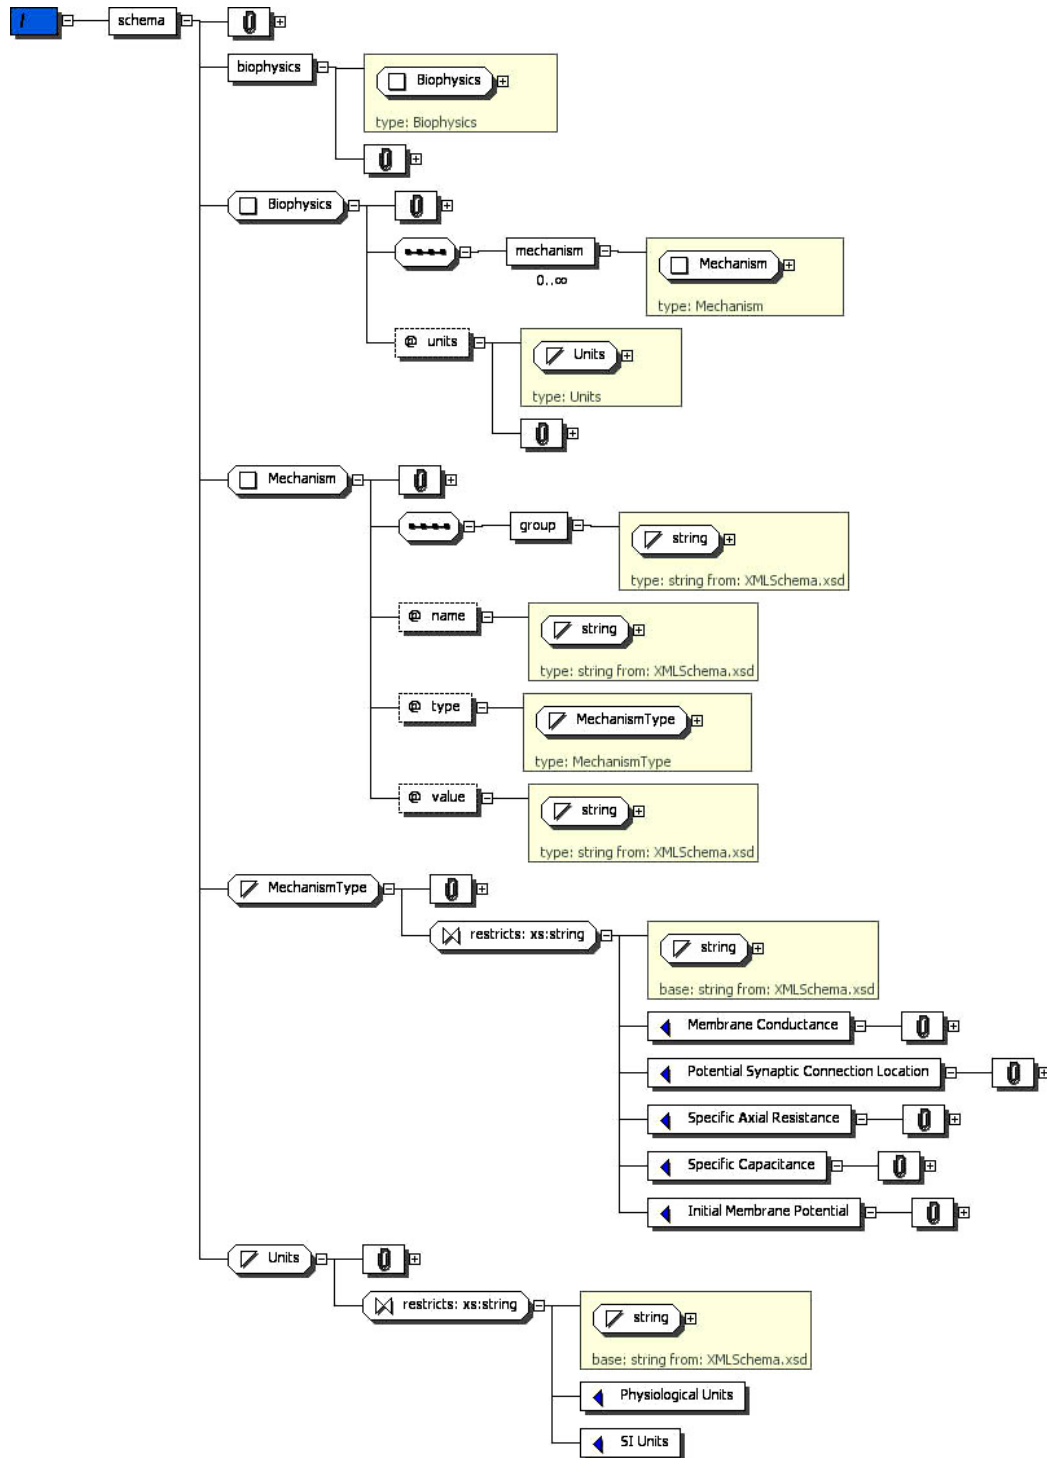 /
schema
biophysics
Biophysics
type: Biophysics
Biophysics
mechanism
0..∞
Mechanism
type: Mechanism
@ units
Units
type: Units
Mechanism
group
string
type: string from: XMLSchema.xsd
@ name
string
type: string from: XMLSchema.xsd
@ type
MechanismType
type: MechanismType
@ value
string
type: string from: XMLSchema.xsd
MechanismType
restricts: xs:string
string
base: string from: XMLSchema.xsd
Membrane Conductance
Potential Synaptic Connection Location
Specific Axial Resistance
Specific Capacitance
Initial Membrane Potential
Units
restricts: xs:string
string
base: string from: XMLSchema.xsd
Physiological Units
SI Units